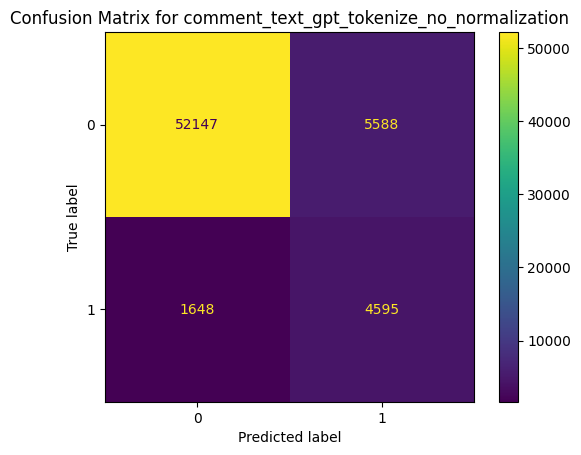 Confusion Matrix for comment_text_gpt_tokenize_no_normalization
50000
0 52147 5588
40000
True label
30000
20000
1 1648 4595
10000
0 1
Predicted label